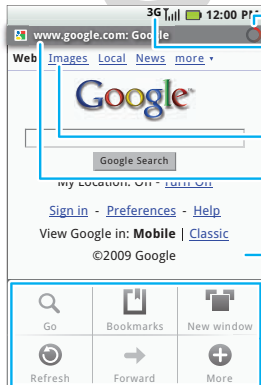 3G 12:00 PM
www.google.com: Google
Web Images Local News more ▾
Google™
Google Search
My Location: Off - Turn On
Sign in - Preferences - Help
View Google in: Mobile | Classic
©2009 Google
Go Bookmarks New window
Refresh Forward More